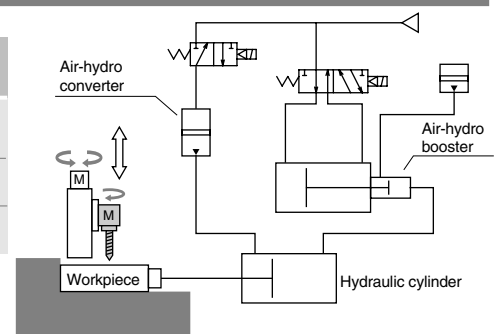 Air-hydro
converter
Air-hydro
booster
M
M
Workpiece
Hydraulic cylinder